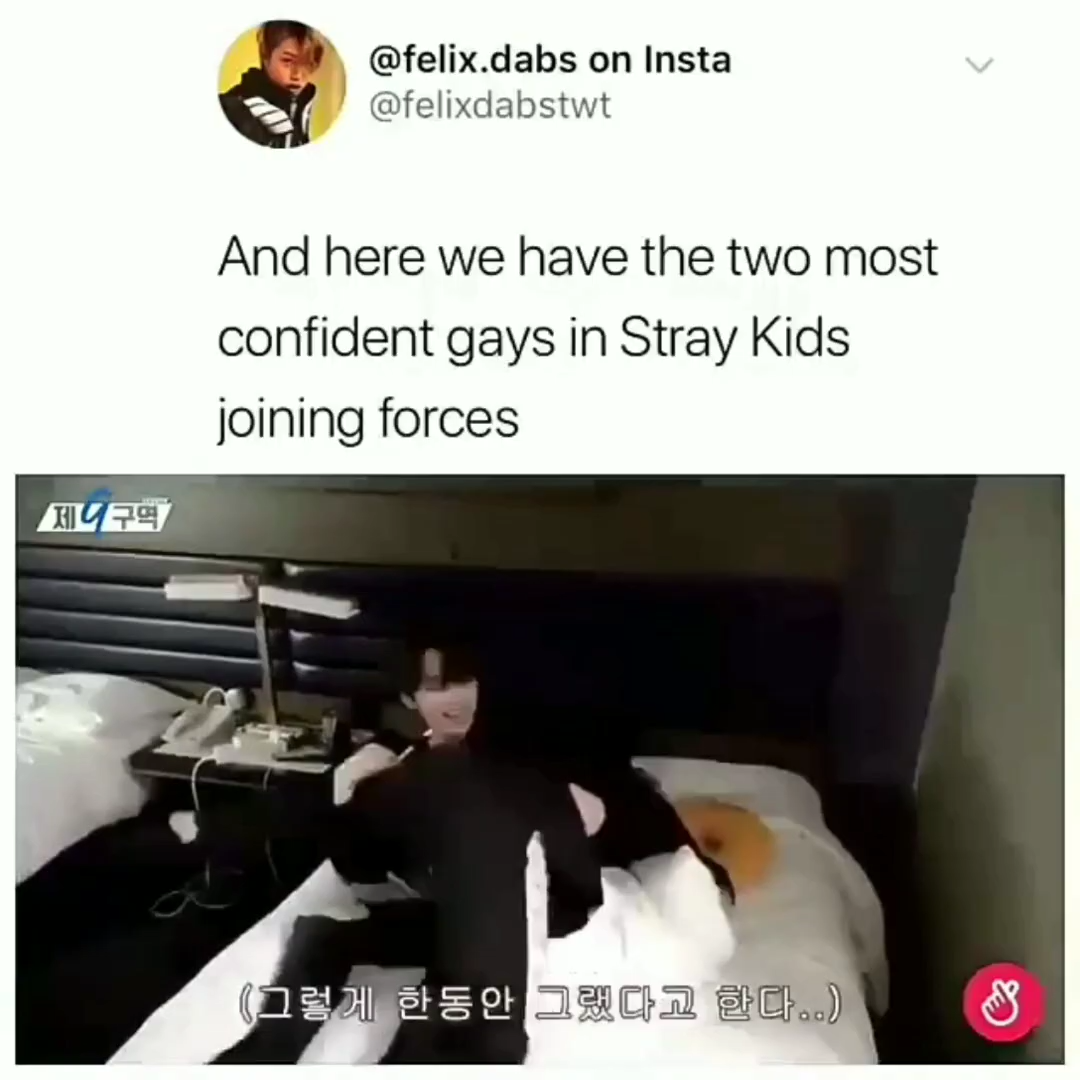 @felix.dabs on Insta
@felixdabstwt
And here we have the two most
confident gays in Stray Kids
joining forces
제9구역
(그렇게 한동안 그랬다고 한다..)